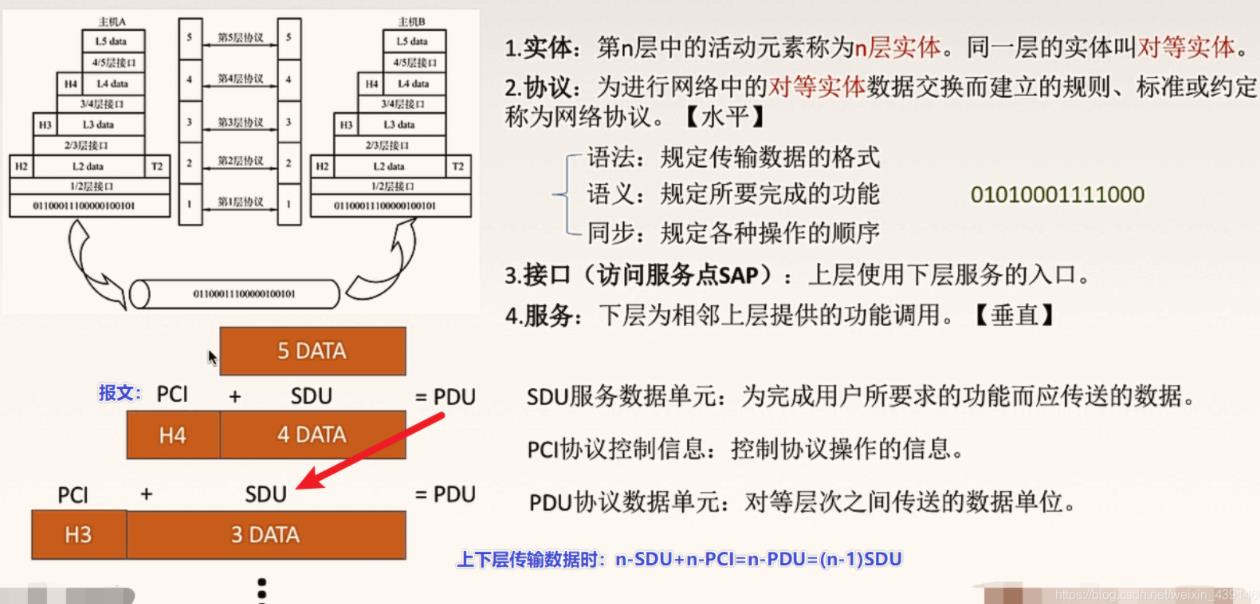 主机A
L5 data
4/5层接口
H4 L4 data
3/4层接口
H3 L3 data
2/3层接口
H2 L2 data T2
1/2层接口
01100011100000100101
5 第5层协议 5
4 第4层协议 4
3 第3层协议 3
2 第2层协议 2
1 第1层协议 1
主机B
L5 data
4/5层接口
H4 L4 data
3/4层接口
H3 L3 data
2/3层接口
H2 L2 data T2
1/2层接口
01100011100000100101
01100011100000100101
1.实体：第n层中的活动元素称为n层实体。同一层的实体叫对等实体。
2.协议：为进行网络中的对等实体数据交换而建立的规则、标准或约定
称为网络协议。【水平】
语法：规定传输数据的格式
语义：规定所要完成的功能 01010001111000
同步：规定各种操作的顺序
3.接口（访问服务点SAP）：上层使用下层服务的入口。
4.服务：下层为相邻上层提供的功能调用。【垂直】
5 DATA
报文： PCI + SDU = PDU
H4 4 DATA
PCI + SDU = PDU
H3 3 DATA
SDU服务数据单元：为完成用户所要求的功能而应传送的数据。
PCI协议控制信息：控制协议操作的信息。
PDU协议数据单元：对等层次之间传送的数据单位。
上下层传输数据时：n-SDU+n-PCI=n-PDU=(n-1)SDU